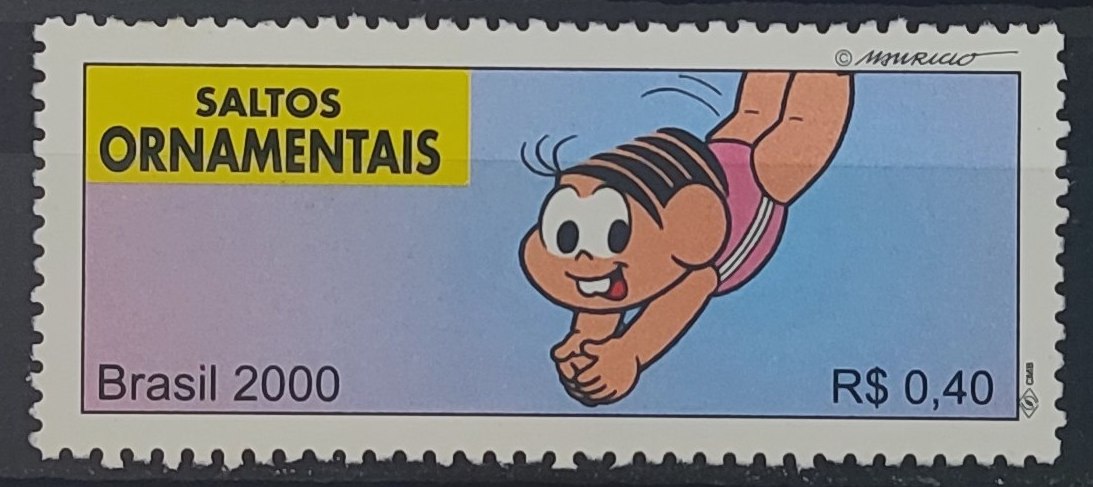 © MAURICIO
SALTOS
ORNAMENTAIS
Brasil 2000
R$ 0,40
CMB